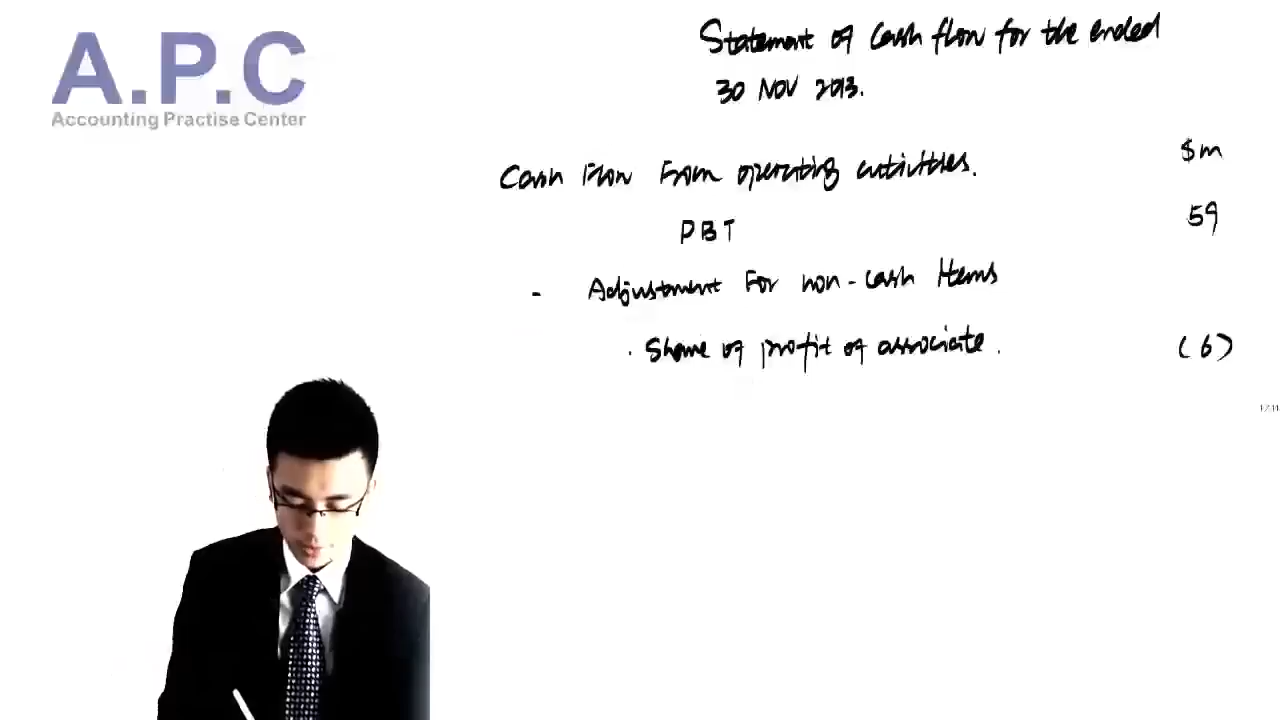 A.P.C
Accounting Practise Center
Statement of Cash flow for the ended
30 NOV 2013.
$m
Cash Flow From operating activities.
PBT 59
- Adjustment For non-cash Items
· Share of profit of associate. (6)